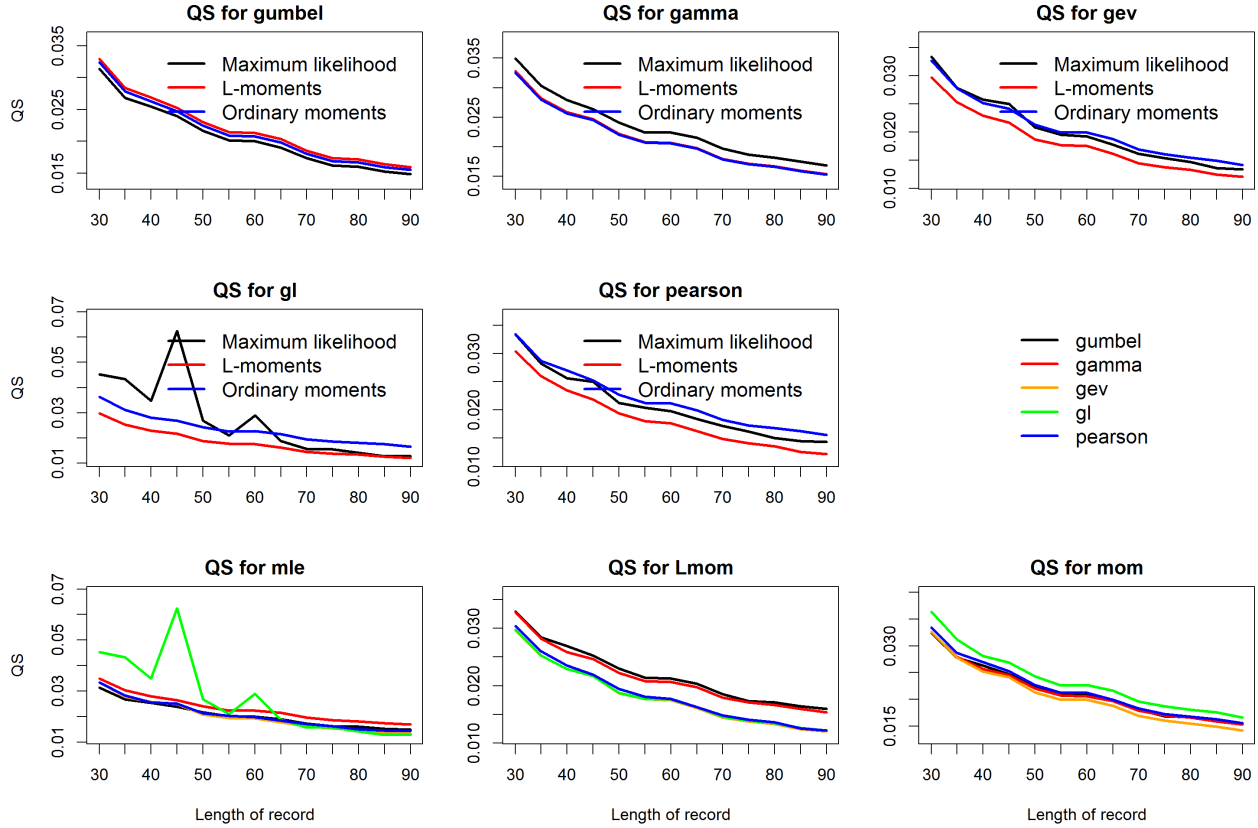 QS for gumbel
QS for gamma
QS for gev
QS
0.015
0.025
0.035
Maximum likelihood
L-moments
Ordinary moments
30 40 50 60 70 80 90
0.015
0.025
0.035
Maximum likelihood
L-moments
Ordinary moments
30 40 50 60 70 80 90
0.010
0.020
0.030
Maximum likelihood
L-moments
Ordinary moments
30 40 50 60 70 80 90
QS for gl
QS for pearson
QS
0.01
0.03
0.05
0.07
Maximum likelihood
L-moments
Ordinary moments
30 40 50 60 70 80 90
0.010
0.020
0.030
Maximum likelihood
L-moments
Ordinary moments
30 40 50 60 70 80 90
gumbel
gamma
gev
gl
pearson
QS for mle
QS for Lmom
QS for mom
QS
0.01
0.03
0.05
0.07
30 40 50 60 70 80 90
Length of record
0.010
0.020
0.030
30 40 50 60 70 80 90
Length of record
0.015
0.030
30 40 50 60 70 80 90
Length of record